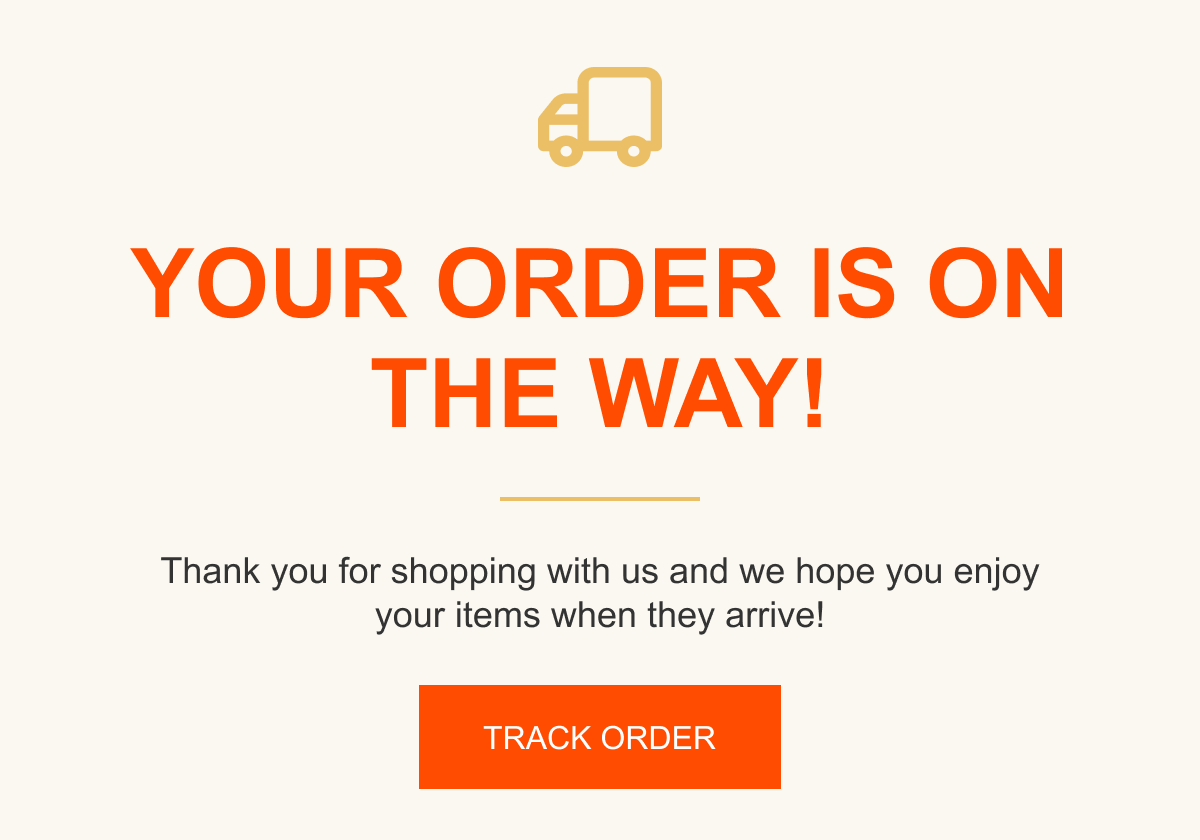 YOUR ORDER IS ON
THE WAY!
Thank you for shopping with us and we hope you enjoy
your items when they arrive!
TRACK ORDER